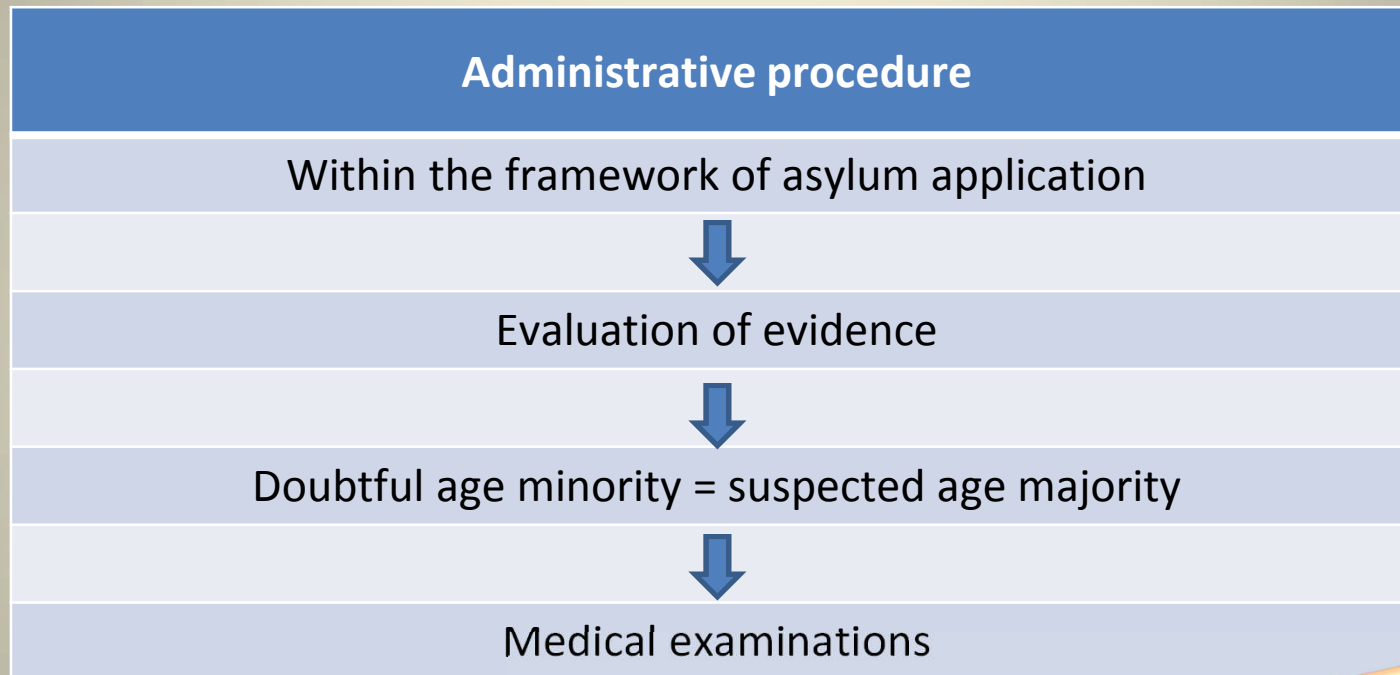 Administrative procedure
Within the framework of asylum application
Evaluation of evidence
Doubtful age minority = suspected age majority
Medical examinations